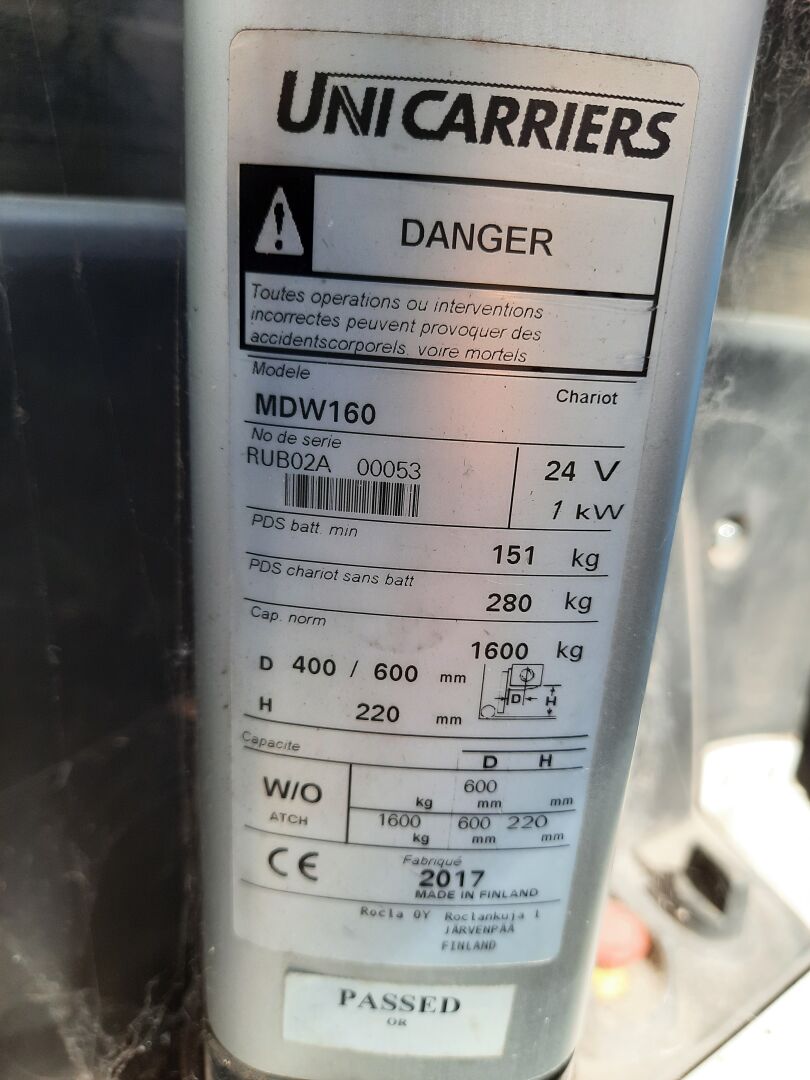 UNICARRIERS
DANGER
Toutes operations ou interventions
incorrectes peuvent provoquer des
accidentscorporels, voire mortels
Modele
Chariot
MDW160
No de serie
RUB02A 00053
24 V
1 kW
PDS batt. min
151 kg
PDS chariot sans batt
280 kg
Cap. norm
1600 kg
D 400 / 600 mm
D H
H 220 mm
Capacite
D H
W/O
ATCH
600
kg mm mm
1600 600 220
kg mm mm
CE
Fabriqué
2017
MADE IN FINLAND
Rocla OY Roclankuja 1
JÄRVENPÄÄ
FINLAND
PASSED
OR